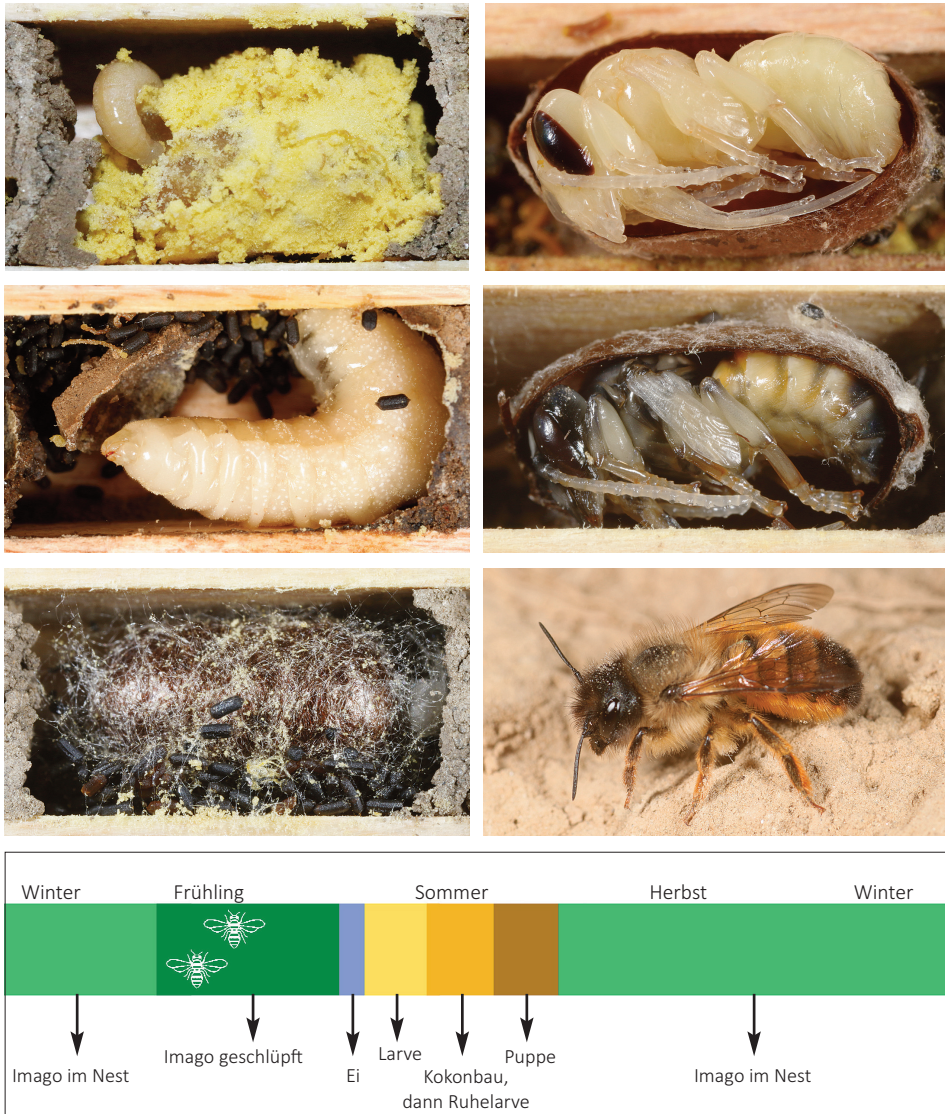 Winter Frühling Sommer Herbst Winter
Imago im Nest
Imago geschlüpft
Ei
Larve
Kokonbau,
dann Ruhelarve
Puppe
Imago im Nest